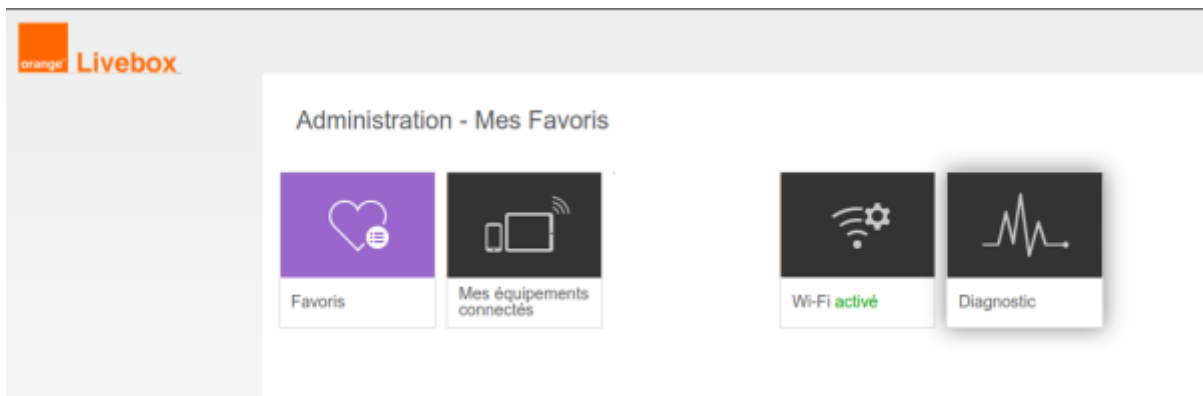 orange
Livebox
Administration - Mes Favoris
Favoris
Mes équipements
connectés
Wi-Fi activé
Diagnostic